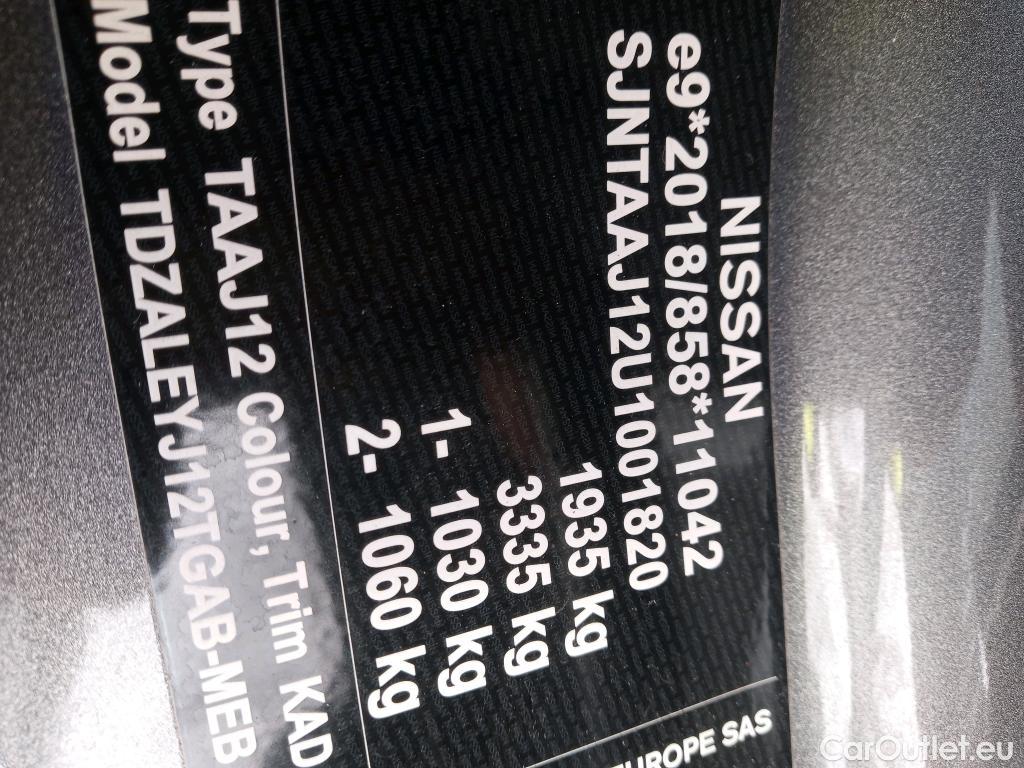 NISSAN
e9*2018/858*11042
SJNTAAJ12U1001820
1935 kg
3335 kg
1- 1030 kg
2- 1060 kg
Type TAAJ12 Colour, Trim KAD
Model TDZALEYJ12TGAB-MEB
EUROPE SAS
CarOutlet.eu